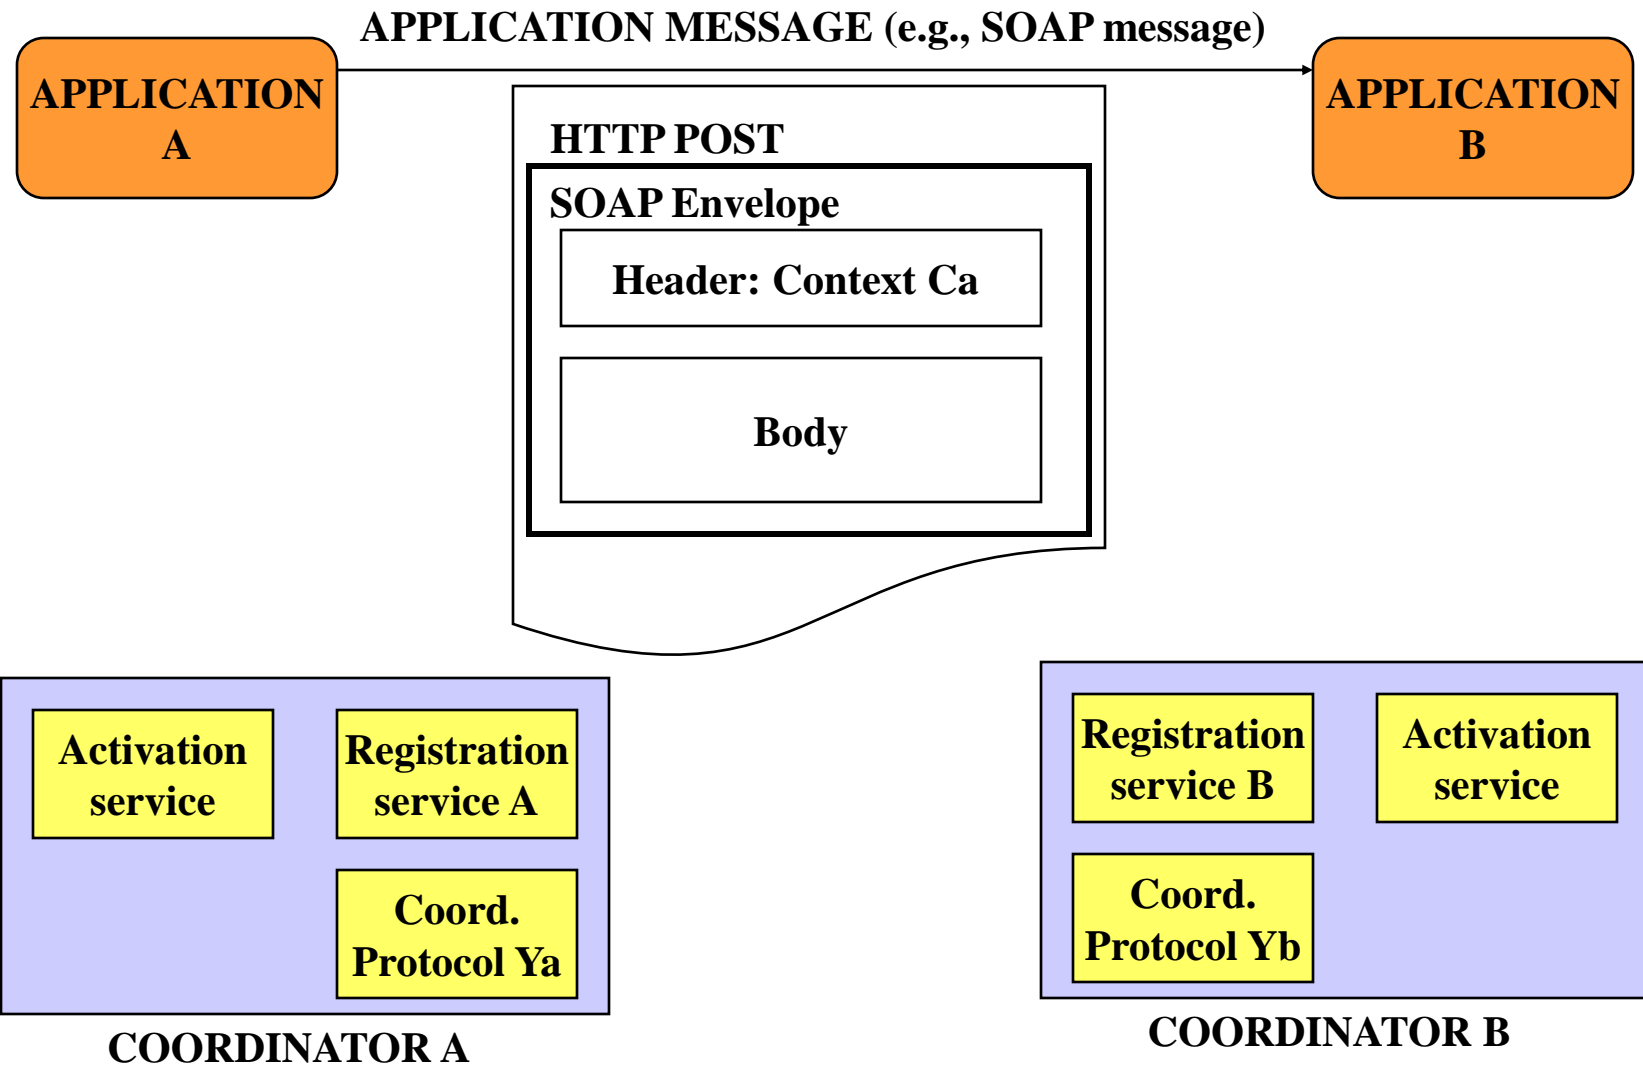 APPLICATION MESSAGE (e.g., SOAP message)
APPLICATION
A
APPLICATION
B
HTTP POST
SOAP Envelope
Header: Context Ca
Body
Activation
service
Registration
service A
Coord.
Protocol Ya
COORDINATOR A
Registration
service B
Activation
service
Coord.
Protocol Yb
COORDINATOR B